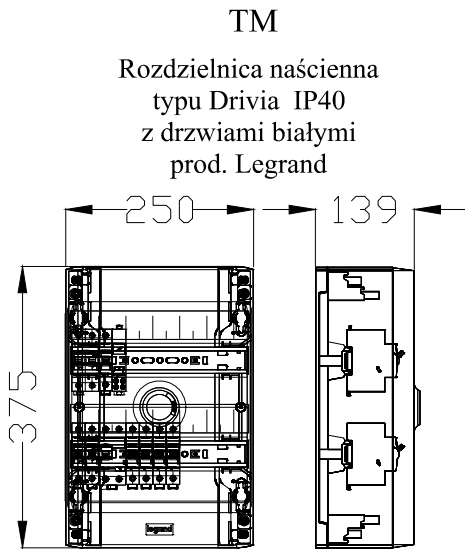 TM
Rozdzielnica naścienna
typu Drivia IP40
z drzwiami białymi
prod. Legrand
250
139
375
legrand